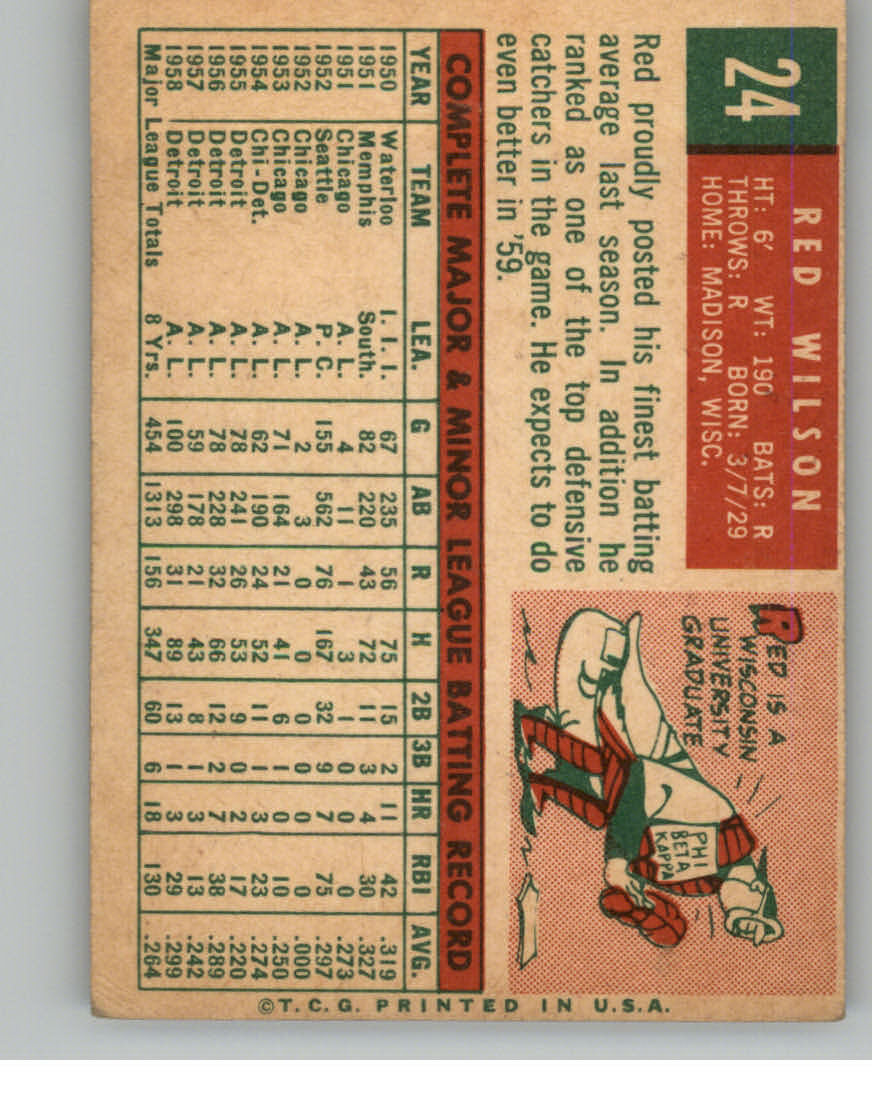 24
RED WILSON
HT: 6' WT: 190 BATS: R
THROWS: R BORN: 3/7/29
HOME: MADISON, WISC.
Red proudly posted his finest batting
average last season. In addition he
ranked as one of the top defensive
catchers in the game. He expects to do
even better in '59.
RED IS A
WISCONSIN
UNIVERSITY
GRADUATE
PHI
BETA
KAPPA
COMPLETE MAJOR & MINOR LEAGUE BATTING RECORD
YEAR TEAM LEA. G AB R H 2B 3B HR RBI AVG.
1950 Waterloo I. I. I. 67 235 56 75 15 2 11 42 .319
1951 Memphis South. 82 220 43 72 11 3 4 30 .327
1951 Chicago A. L. 4 11 1 3 1 0 0 0 .273
1952 Seattle P. C. 155 562 76 167 32 9 7 75 .297
1952 Chicago A. L. 2 3 0 0 0 0 0 0 .000
1953 Chicago A. L. 71 164 21 41 6 1 0 10 .250
1954 Chi-Det. A. L. 62 190 24 52 11 1 3 23 .274
1955 Detroit A. L. 78 241 26 53 9 0 2 17 .220
1956 Detroit A. L. 78 228 32 66 12 2 7 38 .289
1957 Detroit A. L. 59 178 21 43 8 1 3 13 .242
1958 Detroit A. L. 100 298 31 89 13 1 3 29 .299
Major League Totals 8 Yrs. 454 1313 156 347 60 6 18 130 .264
©T.C.G. PRINTED IN U.S.A.